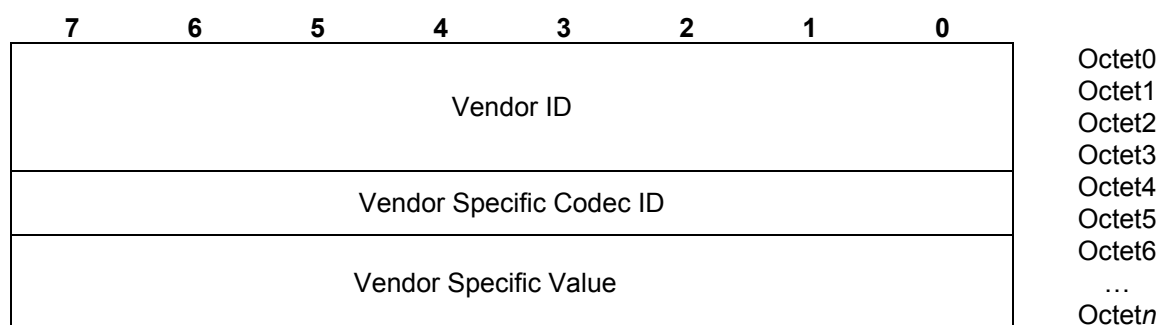 7 6 5 4 3 2 1 0
Octet0
Octet1
Vendor ID
Octet2
Octet3
Octet4
Vendor Specific Codec ID
Octet5
Octet6
Vendor Specific Value
…
Octetn